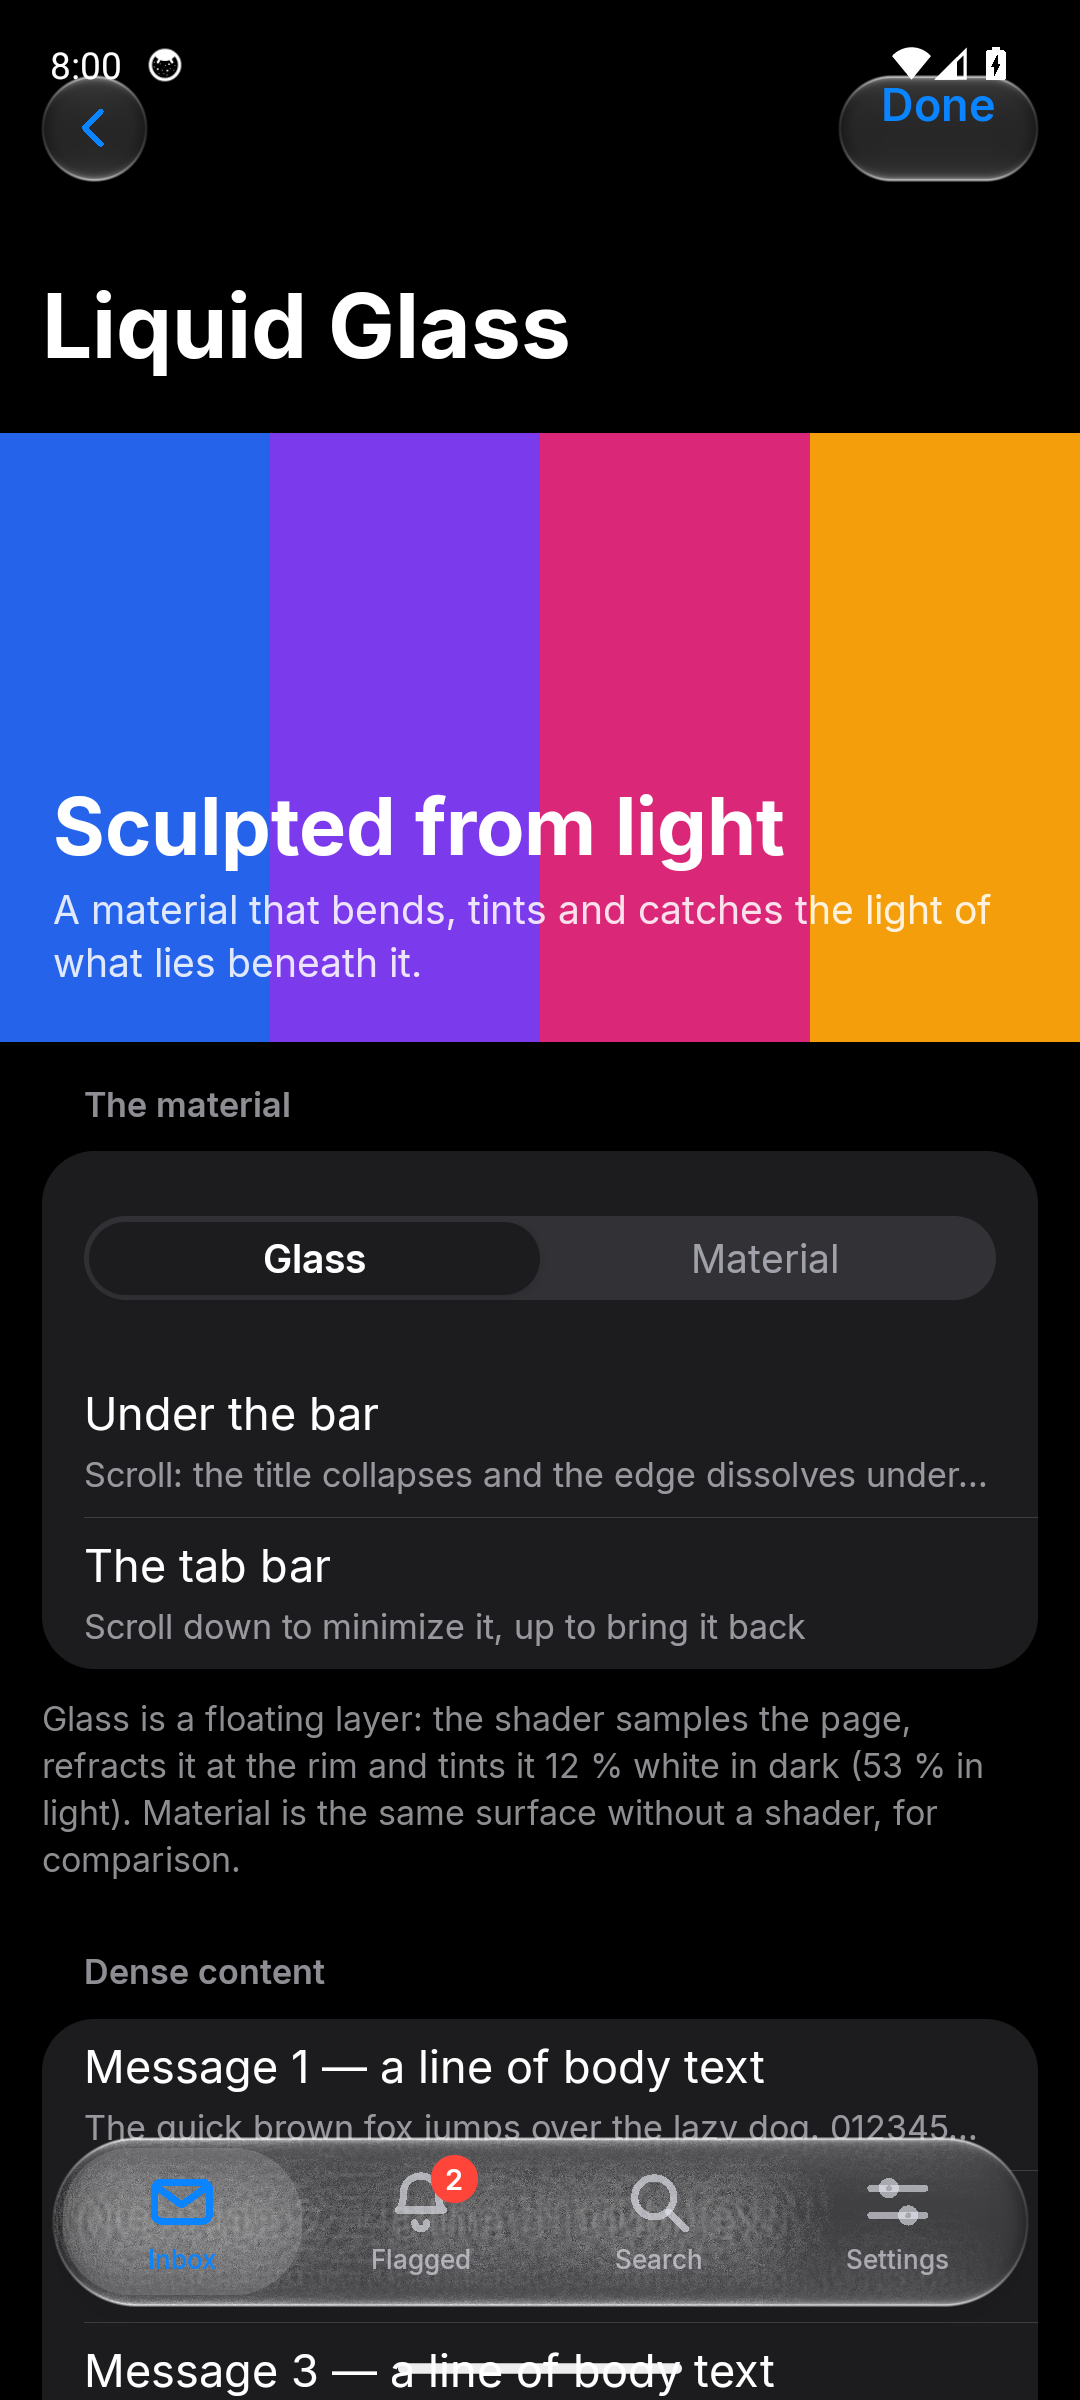 8:00
Done
Liquid Glass
Sculpted from light
A material that bends, tints and catches the light of
what lies beneath it.
The material
Glass
Material
Under the bar
Scroll: the title collapses and the edge dissolves under...
The tab bar
Scroll down to minimize it, up to bring it back
Glass is a floating layer: the shader samples the page,
refracts it at the rim and tints it 12 % white in dark (53 % in
light). Material is the same surface without a shader, for
comparison.
Dense content
Message 1 — a line of body text
The quick brown fox jumps over the lazy dog. 012345...
2
Inbox
Flagged
Search
Settings
Message 3 — a line of body text